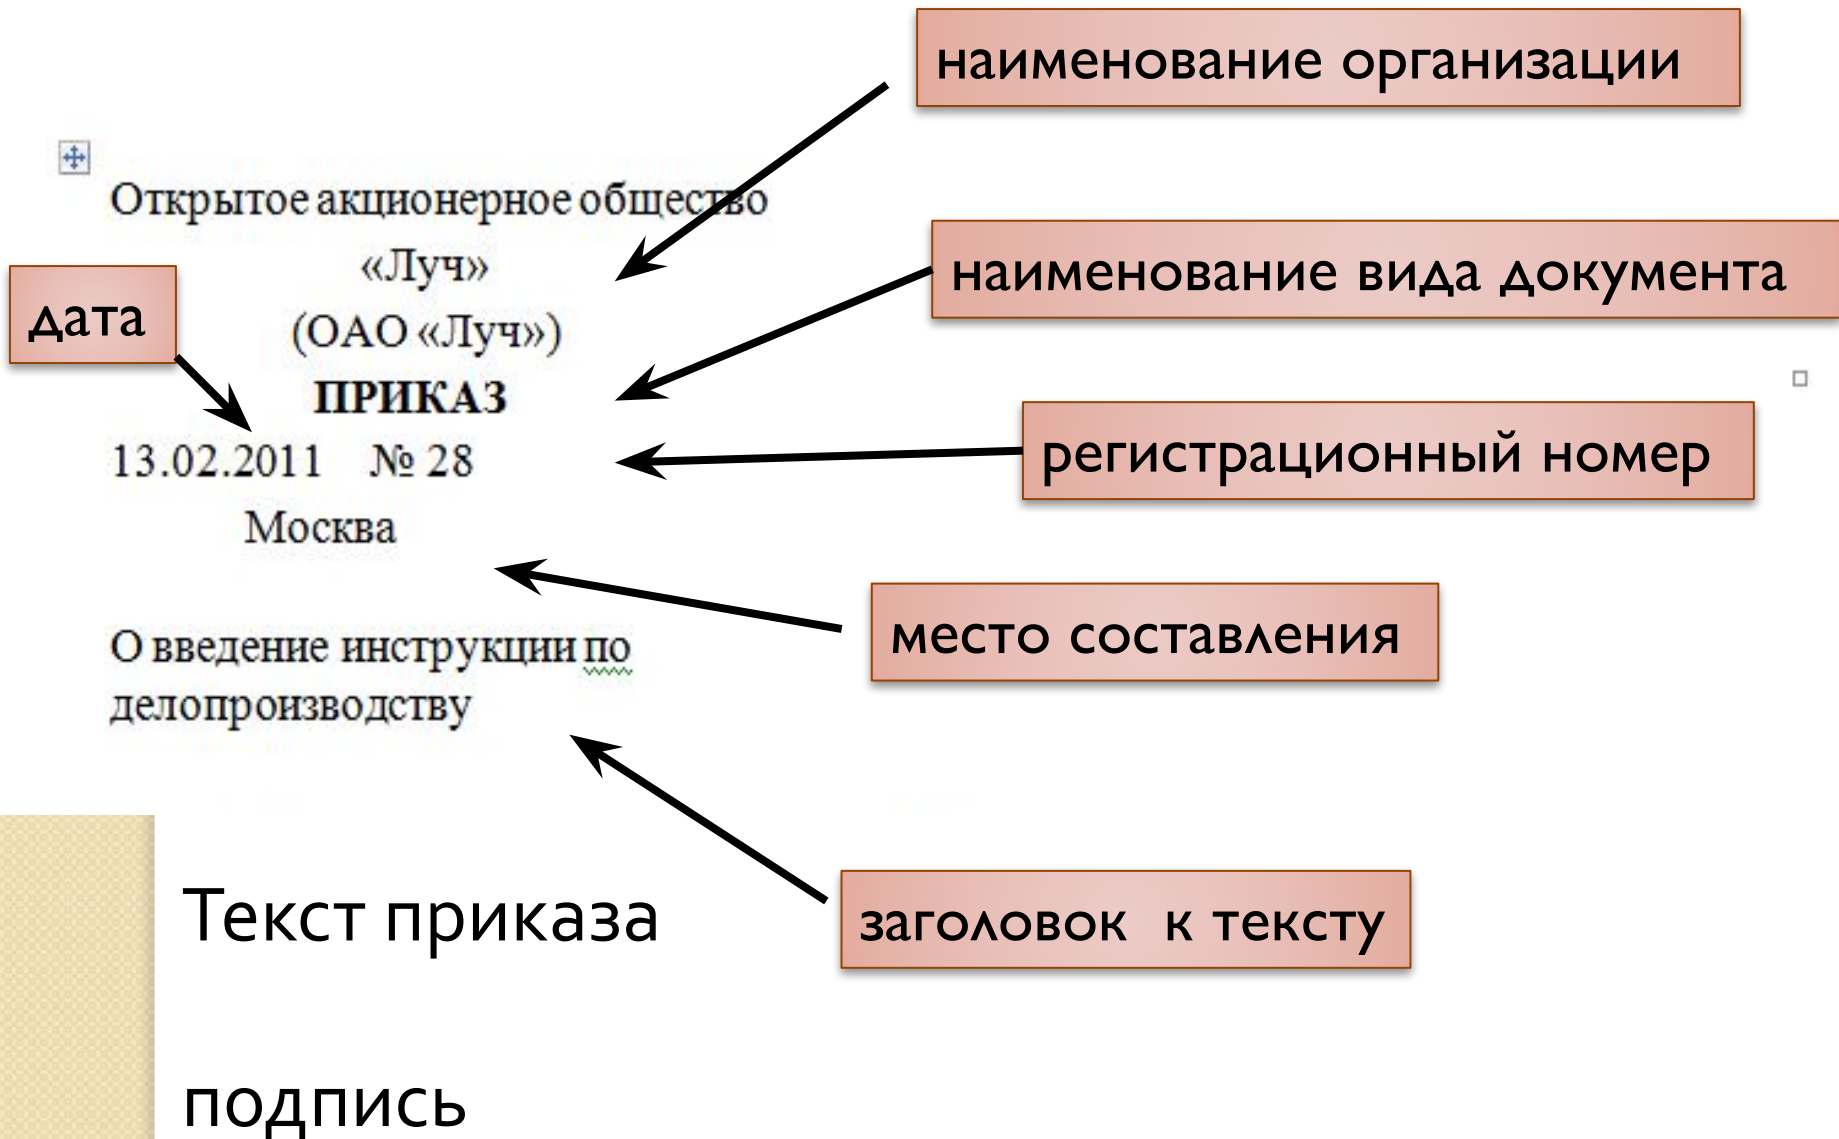 наименование организации
Открытое акционерное общество
«Луч»
наименование вида документа
дата
(ОАО «Луч»)
ПРИКАЗ
13.02.2011 № 28
регистрационный номер
Москва
место составления
О введение инструкции по
делопроизводству
заголовок к тексту
Текст приказа
подпись